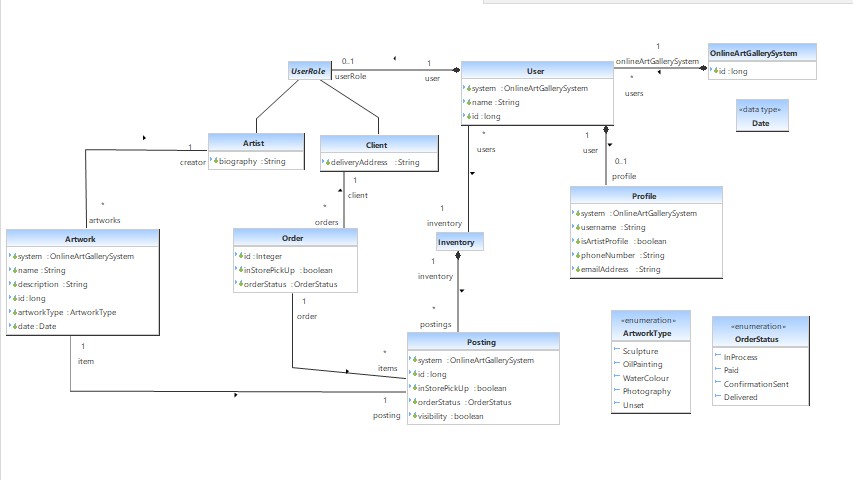 OnlineArtGallerySystem
id : long
1
onlineArtGallerySystem
*
users
«data type»
Date
UserRole
0..1
userRole
1
user
User
system : OnlineArtGallerySystem
name : String
id : long
*
users
1
user
0..1
profile
Artist
biography : String
1
creator
Client
deliveryAddress : String
1
client
*
orders
*
artworks
1
inventory
Profile
system : OnlineArtGallerySystem
username : String
isArtistProfile : boolean
phoneNumber : String
emailAddress : String
Artwork
system : OnlineArtGallerySystem
name : String
description : String
id : long
artworkType : ArtworkType
date : Date
1
item
Order
id : Integer
inStorePickUp : boolean
orderStatus : OrderStatus
1
order
Inventory
1
inventory
*
postings
*
items
1
posting
Posting
system : OnlineArtGallerySystem
id : long
inStorePickUp : boolean
orderStatus : OrderStatus
visibility : boolean
«enumeration»
ArtworkType
Sculpture
OilPainting
WaterColour
Photography
Unset
«enumeration»
OrderStatus
InProcess
Paid
ConfirmationSent
Delivered